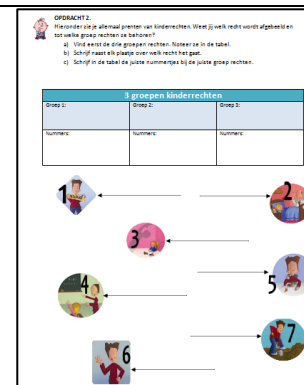 OPDRACHT 2.
Hieronder zie je allemaal prenten van kinderrechten. Weet jij welk recht wordt afgebeeld en
tot welke groep rechten ze behoren?
a) Vind eerst de drie groepen rechten. Noteer ze in de tabel.
b) Schrijf naast elk plaatje over welk recht het gaat.
c) Schrijf in de tabel de juiste nummertjes bij de juiste groep rechten.
3 groepen kinderrechten
Groep 1: Groep 2: Groep 3:
Nummers: Nummers: Nummers:
1
2
3
4
5
6
7